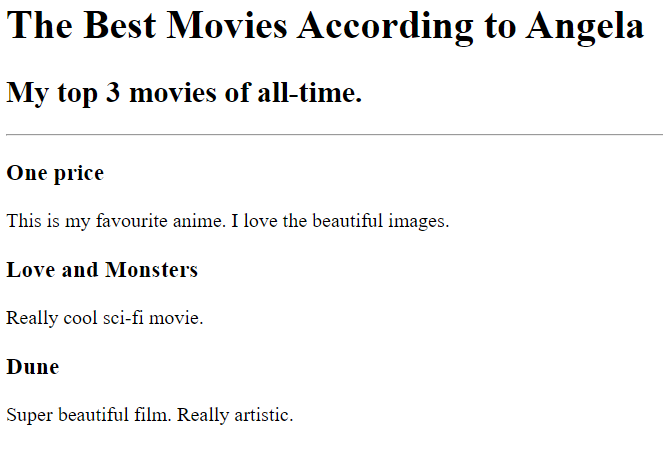 The Best Movies According to Angela
My top 3 movies of all-time.
One price
This is my favourite anime. I love the beautiful images.
Love and Monsters
Really cool sci-fi movie.
Dune
Super beautiful film. Really artistic.